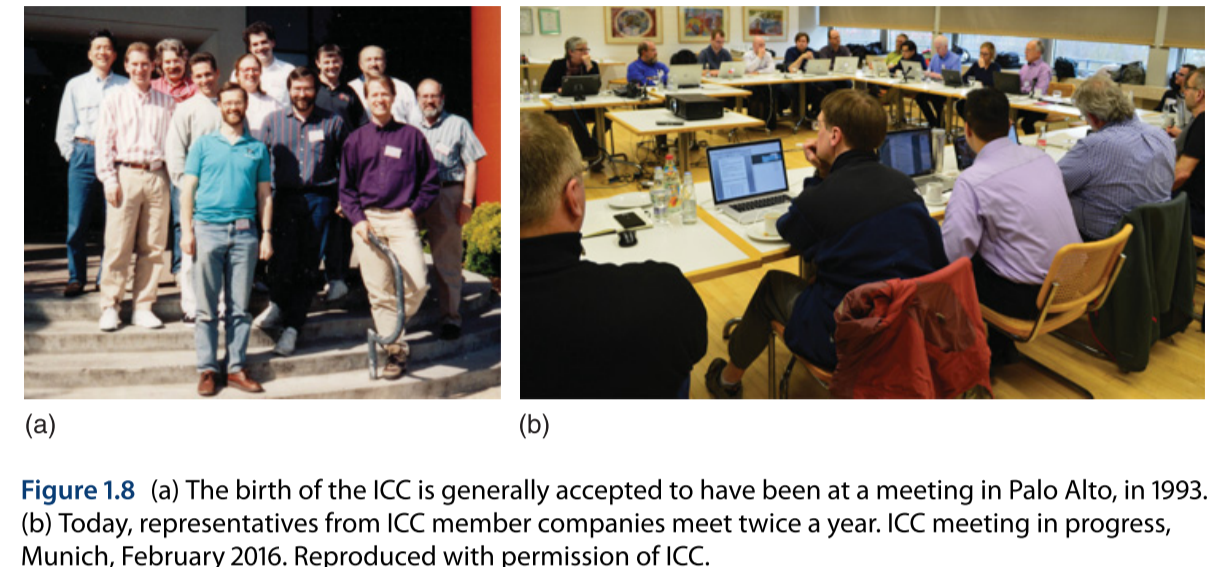 (a)
(b)
Figure 1.8 (a) The birth of the ICC is generally accepted to have been at a meeting in Palo Alto, in 1993.
(b) Today, representatives from ICC member companies meet twice a year. ICC meeting in progress,
Munich, February 2016. Reproduced with permission of ICC.